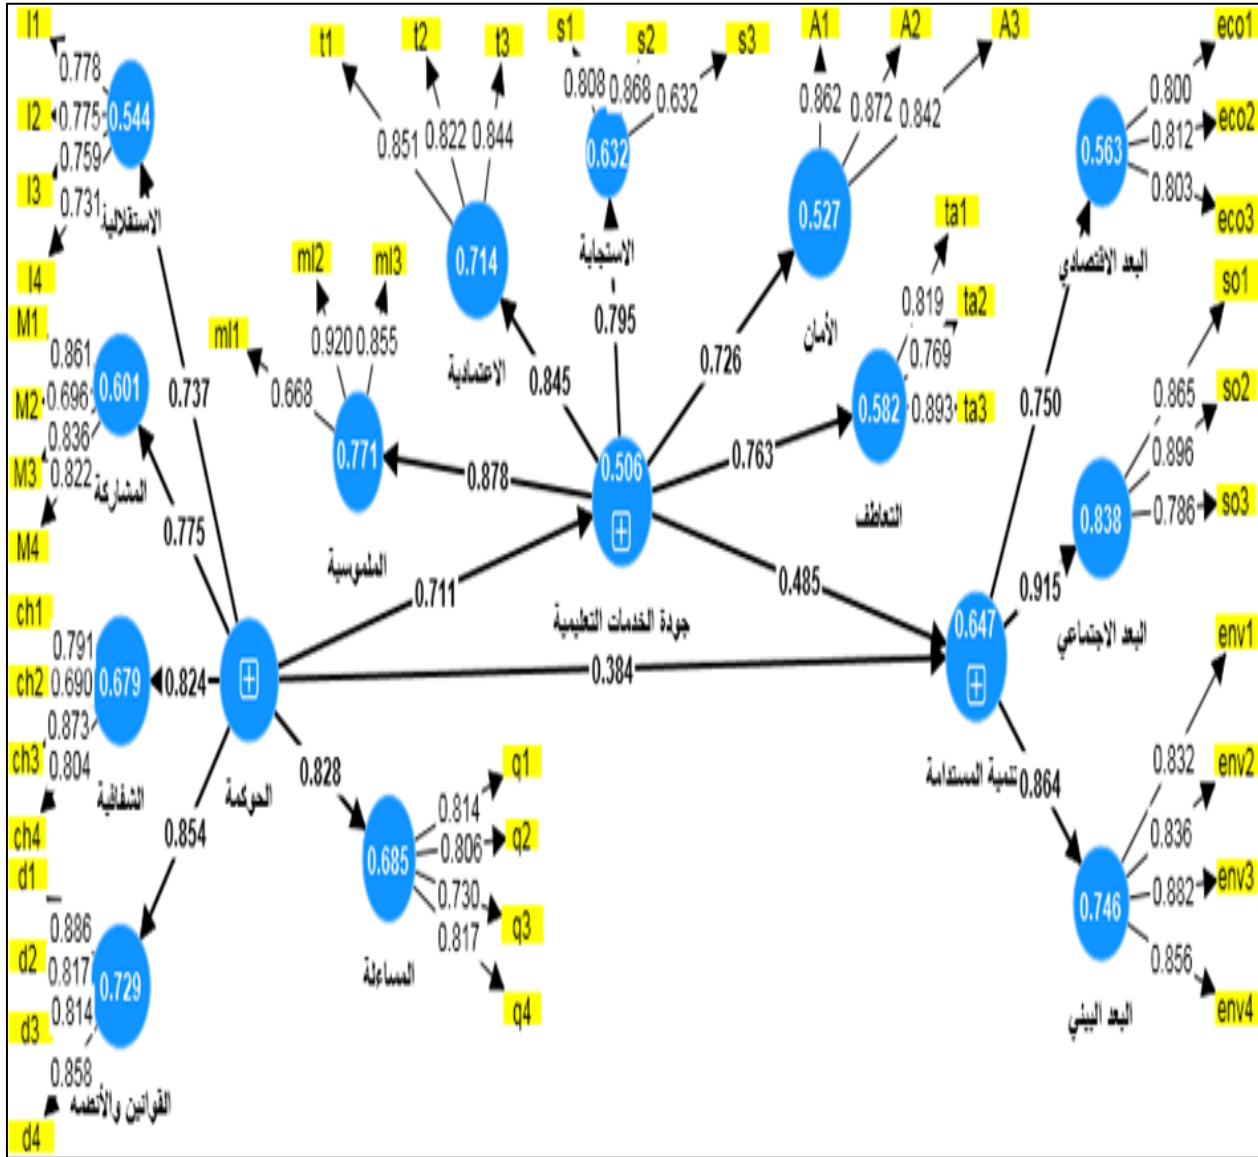 I1
0.778
I2
0.775
0.544
0.759
I3
0.731
الاستقلالية
I4
M1
0.861
M2
0.696
0.601
0.836
M3
0.822
المشاركة
M4
ch1
0.791
ch2
0.690
0.679
0.873
ch3
0.804
الشفافية
ch4
d1
0.886
d2
0.817
0.729
0.814
d3
0.858
القوانين والأنظمه
d4
0.737
0.775
0.824
0.854
0.828
الحوكمة
0.711
0.384
q1
0.814
q2
0.806
0.685
0.730
q3
0.817
المساءلة
q4
ml1
0.668
ml2
0.920
ml3
0.855
0.771
الملموسية
0.878
t1
0.851
t2
0.822
t3
0.844
0.714
الاعتمادية
0.845
s1
0.808
s2
0.868
s3
0.632
0.632
الاستجابة
0.795
A1
0.862
A2
0.872
A3
0.842
0.527
الأمان
0.726
ta1
0.819
ta2
0.769
ta3
0.893
0.582
التعاطف
0.763
0.506
جودة الخدمات التعليمية
0.485
0.647
تنمية المستدامة
0.750
0.915
0.864
eco1
0.800
eco2
0.812
0.563
0.803
eco3
البعد الاقتصادي
so1
0.865
so2
0.896
0.838
0.786
so3
البعد الاجتماعي
env1
0.832
env2
0.836
0.746
0.882
env3
0.856
env4
البعد البيئي